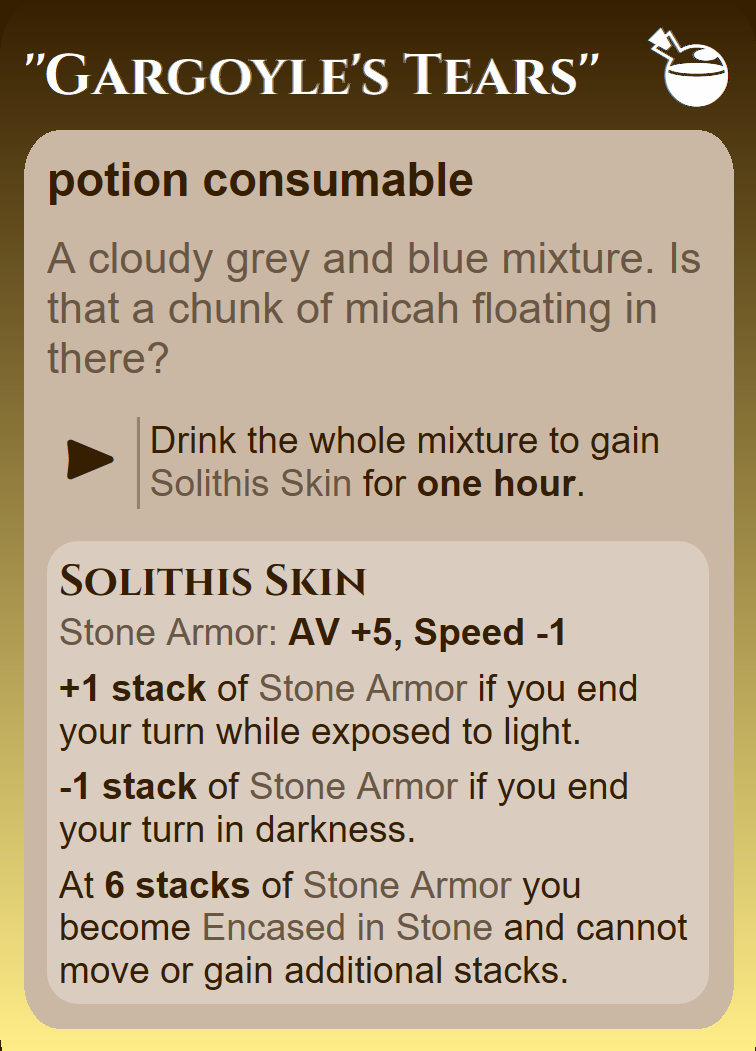 "Gargoyle's Tears"
potion consumable
A cloudy grey and blue mixture. Is
that a chunk of micah floating in
there?
Drink the whole mixture to gain
Solithis Skin for one hour.
Solithis Skin
Stone Armor: AV +5, Speed -1
+1 stack of Stone Armor if you end
your turn while exposed to light.
-1 stack of Stone Armor if you end
your turn in darkness.
At 6 stacks of Stone Armor you
become Encased in Stone and cannot
move or gain additional stacks.